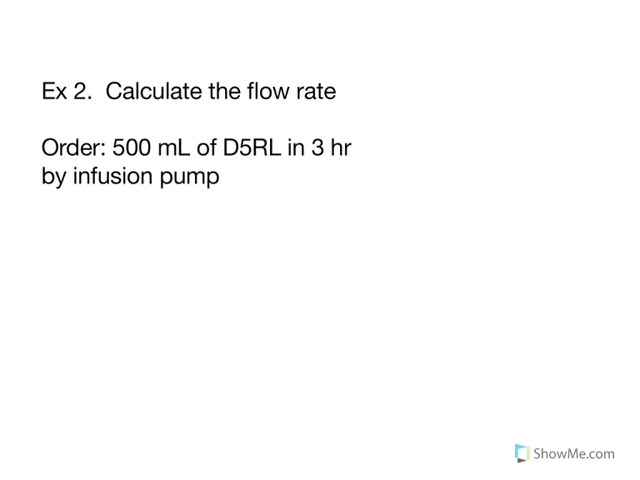 Ex 2.  Calculate the flow rate
Order: 500 mL of D5RL in 3 hr
by infusion pump
ShowMe.com